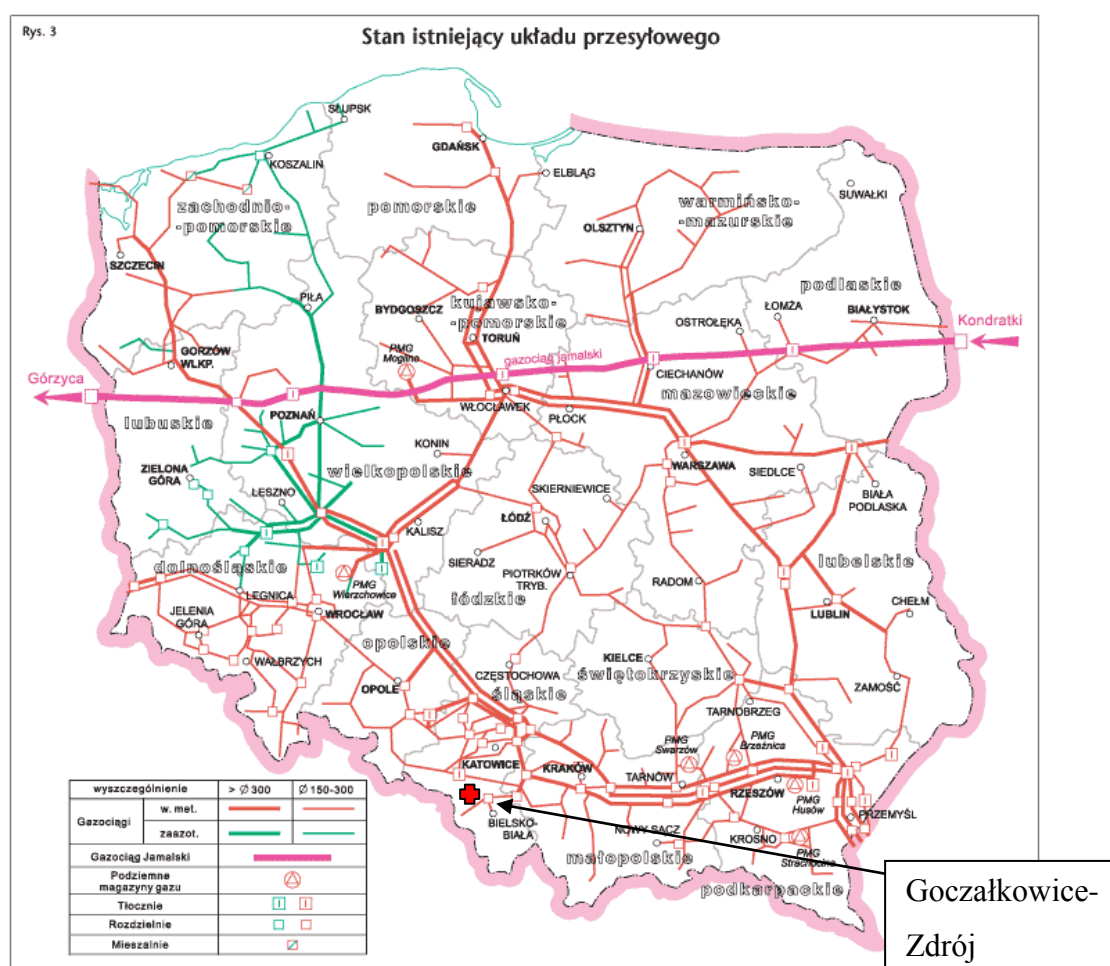 Rys. 3
Stan istniejący układu przesyłowego
SŁUPSK
GDAŃSK
KOSZALIN
ELBLĄG
SUWAŁKI
zachodnio-
-pomorskie
pomorskie
warmińsko-
-mazurskie
OLSZTYN
SZCZECIN
podlaskie
PIŁA
BYDGOSZCZ
kujawsko-
-pomorskie
ŁOMŻA
BIAŁYSTOK
OSTROŁĘKA
Kondratki
TORUŃ
PMG
Mogilno
GORZÓW
WLKP.
gazociąg jamalski
CIECHANÓW
Górzyca
mazowieckie
WŁOCŁAWEK
PŁOCK
lubuskie
POZNAŃ
KONIN
WARSZAWA
SIEDLCE
wielkopolskie
ZIELONA
GÓRA
SKIERNIEWICE
BIAŁA
PODLASKA
LESZNO
KALISZ
ŁÓDŹ
SIERADZ
lubelskie
dolnośląskie
PMG
Wierzchowice
PIOTRKÓW
TRYB.
RADOM
LEGNICA
łódzkie
CHEŁM
JELENIA
GÓRA
WROCŁAW
LUBLIN
opolskie
WAŁBRZYCH
KIELCE
CZĘSTOCHOWA
świętokrzyskie
OPOLE
śląskie
ZAMOŚĆ
TARNOBRZEG
PMG
Swarzów
PMG
Brzeźnica
KATOWICE
KRAKÓW
TARNÓW
RZESZÓW
PMG
Husów
PRZEMYŚL
BIELSKO-
BIAŁA
NOWY SĄCZ
KROSNO
PMG
Strachocina
małopolskie
podkarpackie
wyszczególnienie
> Ø 300
Ø 150-300
Gazociągi
w. met.
zaazot.
Gazociąg Jamalski
Podziemne
magazyny gazu
Tłocznie
Rozdzielnie
Mieszalnie
Goczałkowice-
Zdrój